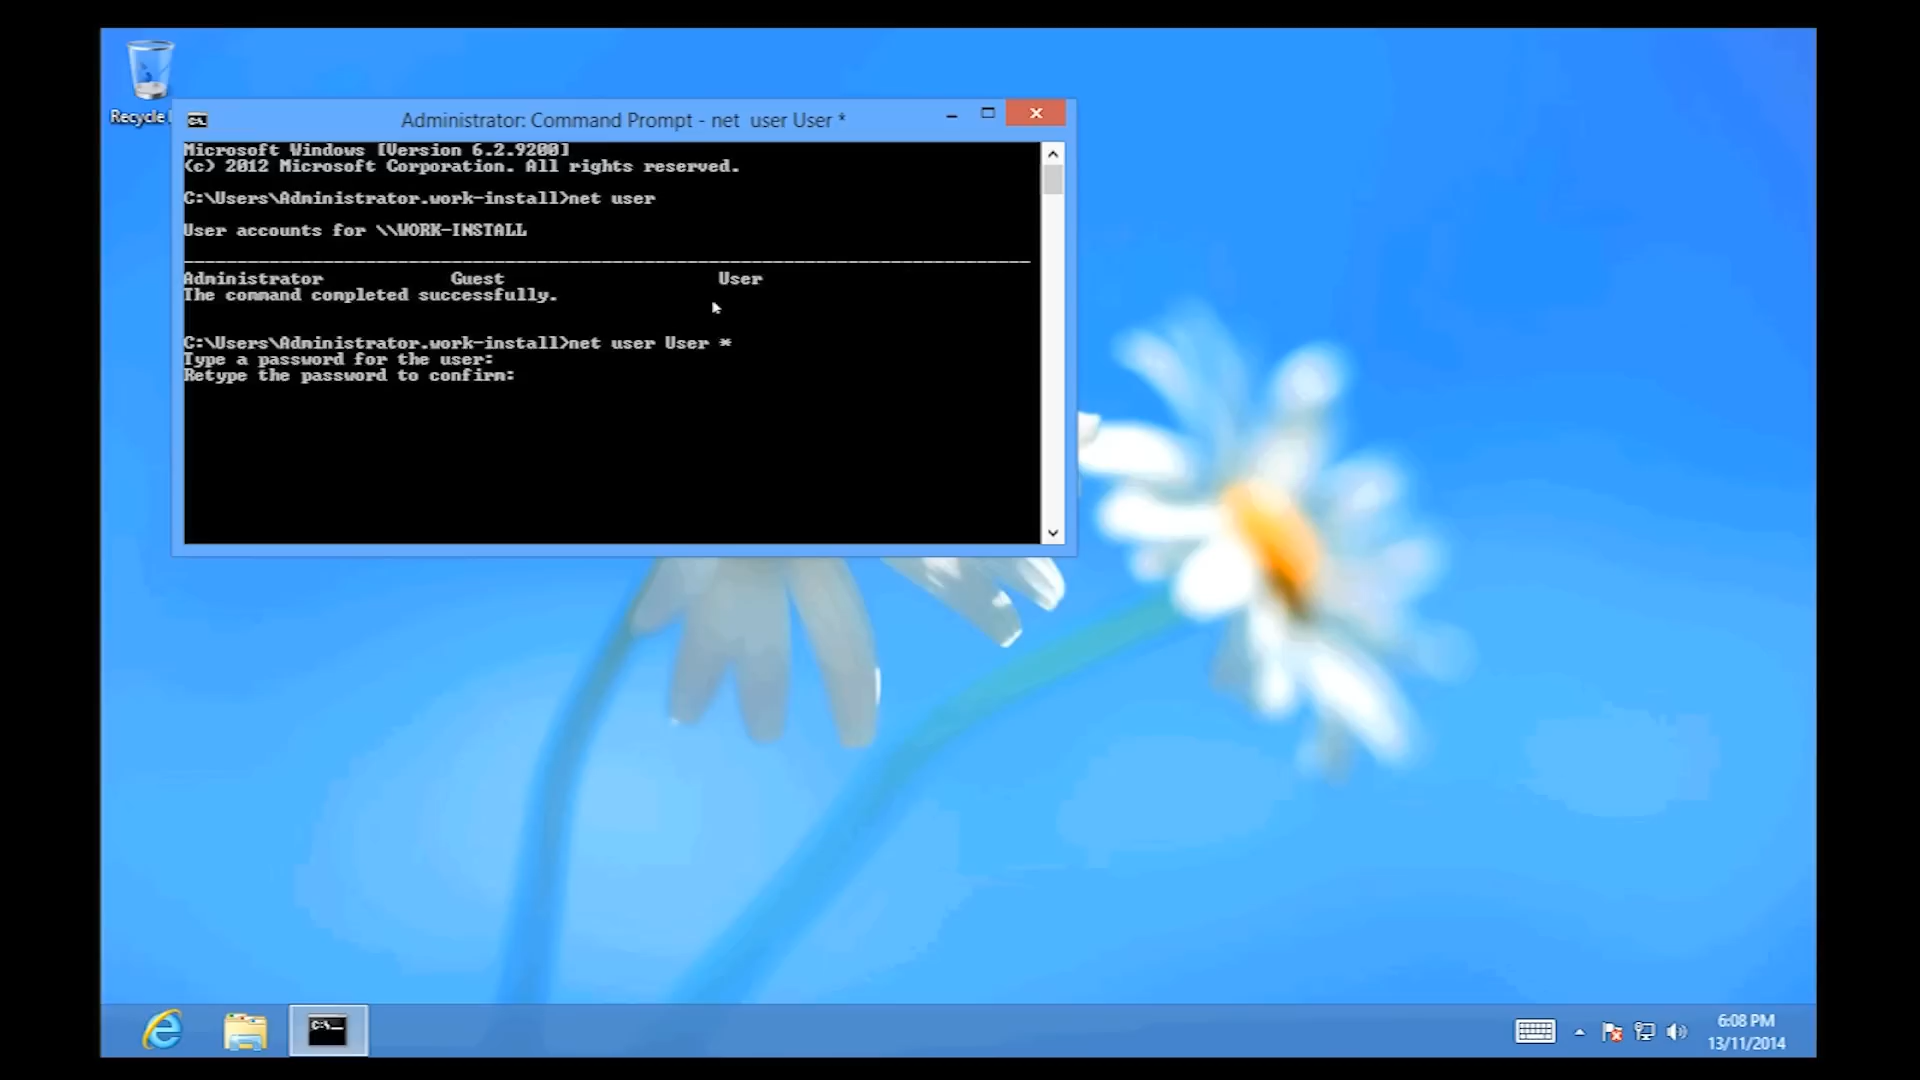 Recycle
Administrator: Command Prompt - net user User *
Microsoft Windows [Version 6.2.9200]
(c) 2012 Microsoft Corporation. All rights reserved.
C:\Users\Administrator.work-install>net user
User accounts for \\WORK-INSTALL
-------------------------------------------------------------------------------
Administrator Guest User
The command completed successfully.
C:\Users\Administrator.work-install>net user User *
Type a password for the user:
Retype the password to confirm:
C:\_
6:08 PM
13/11/2014